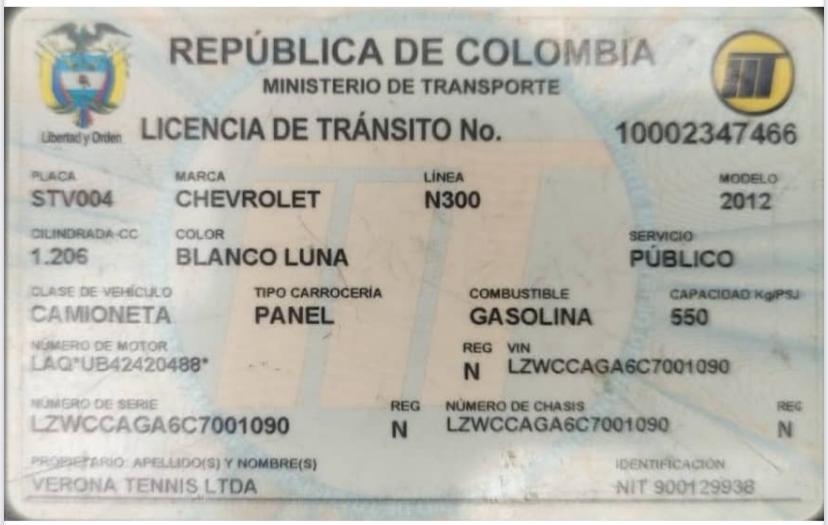 REPÚBLICA DE COLOMBIA
MINISTERIO DE TRANSPORTE
Libertad y Orden
LICENCIA DE TRÁNSITO No. 10002347466
PLACA MARCA LÍNEA MODELO
STV004 CHEVROLET N300 2012
CILINDRADA CC COLOR SERVICIO
1.206 BLANCO LUNA PÚBLICO
CLASE DE VEHÍCULO TIPO CARROCERÍA COMBUSTIBLE CAPACIDAD Kg/PSJ
CAMIONETA PANEL GASOLINA 550
NÚMERO DE MOTOR REG VIN
LAQ*UB42420488* N LZWCCAGA6C7001090
NÚMERO DE SERIE REG NÚMERO DE CHASIS REG
LZWCCAGA6C7001090 N LZWCCAGA6C7001090 N
PROPIETARIO: APELLIDO(S) Y NOMBRE(S) IDENTIFICACIÓN
VERONA TENNIS LTDA NIT 900129938